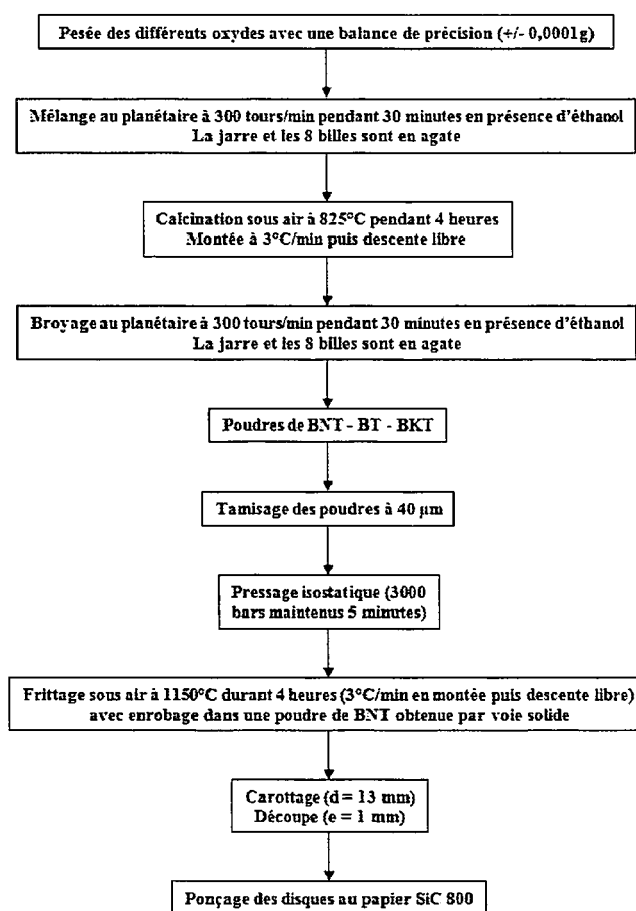 Pesée des différents oxydes avec une balance de précision (+/- 0,0001g)
Mélange au planétaire à 300 tours/min pendant 30 minutes en présence d'éthanol
La jarre et les 8 billes sont en agate
Calcination sous air à 825°C pendant 4 heures
Montée à 3°C/min puis descente libre
Broyage au planétaire à 300 tours/min pendant 30 minutes en présence d'éthanol
La jarre et les 8 billes sont en agate
Poudres de BNT - BT - BKT
Tamisage des poudres à 40 µm
Pressage isostatique (3000
bars maintenus 5 minutes)
Frittage sous air à 1150°C durant 4 heures (3°C/min en montée puis descente libre)
avec enrobage dans une poudre de BNT obtenue par voie solide
Carottage (d = 13 mm)
Découpe (e = 1 mm)
Ponçage des disques au papier SiC 800